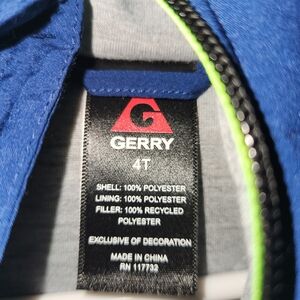 GERRY
4T
SHELL: 100% POLYESTER
LINING: 100% POLYESTER
FILLER: 100% RECYCLED
POLYESTER
EXCLUSIVE OF DECORATION
MADE IN CHINA
RN 117732